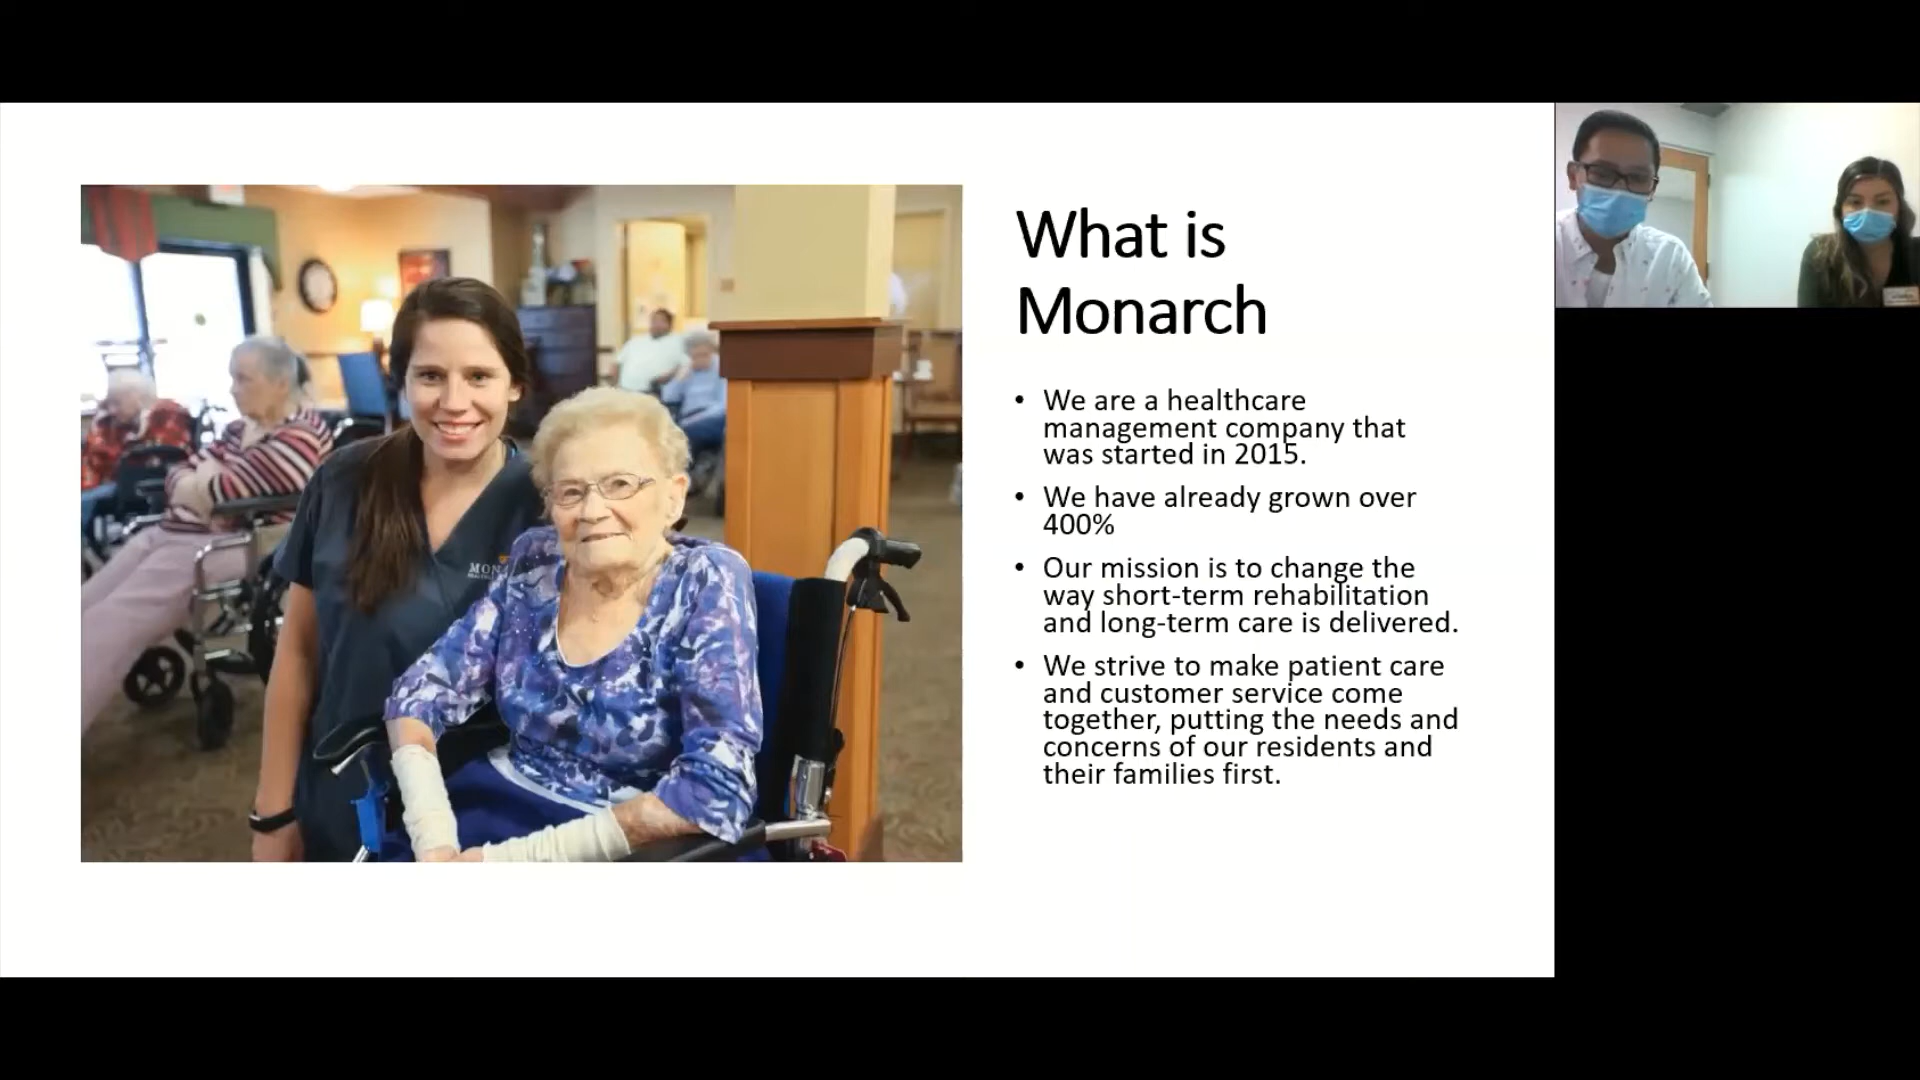 What is
Monarch
• We are a healthcare
management company that
was started in 2015.
• We have already grown over
400%
• Our mission is to change the
way short-term rehabilitation
and long-term care is delivered.
• We strive to make patient care
and customer service come
together, putting the needs and
concerns of our residents and
their families first.
MON